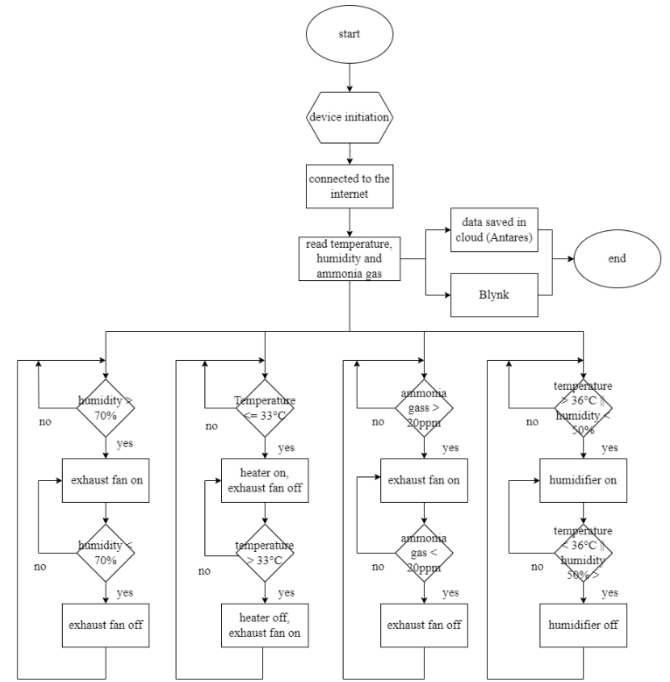 start
device initiation
connected to the
internet
read temperature,
humidity and
ammonia gas
data saved in
cloud (Antares)
Blynk
end
humidity >
70%
no
yes
exhaust fan on
humidity <
70%
no
yes
exhaust fan off
Temperature
<= 33°C
no
yes
heater on,
exhaust fan off
temperature
> 33°C
no
yes
heater off,
exhaust fan on
ammonia
gass >
20ppm
no
yes
exhaust fan on
ammonia
gas <
20ppm
no
yes
exhaust fan off
temperature
> 36°C ||
humidity <
50%
no
yes
humidifier on
temperature
< 36°C ||
humidity
50% >
no
yes
humidifier off